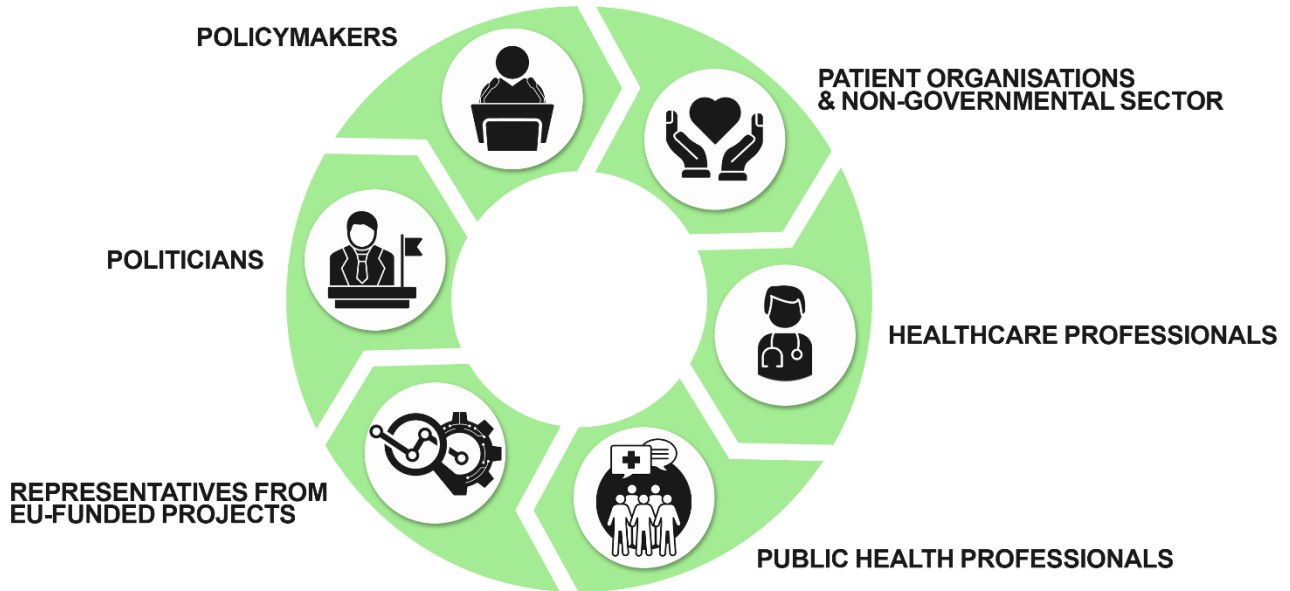 POLICYMAKERS
PATIENT ORGANISATIONS
& NON-GOVERNMENTAL SECTOR
POLITICIANS
HEALTHCARE PROFESSIONALS
REPRESENTATIVES FROM
EU-FUNDED PROJECTS
PUBLIC HEALTH PROFESSIONALS